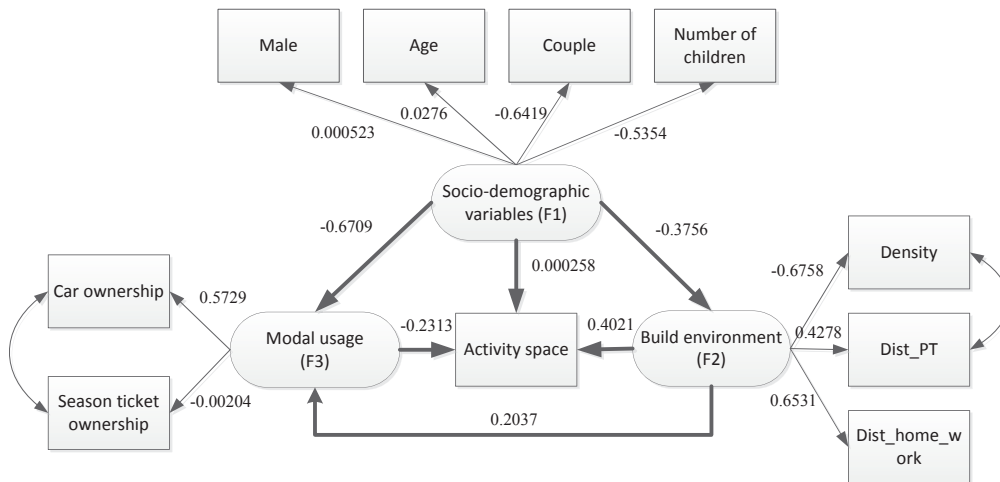 Male
Age
Couple
Number of
children
0.000523
0.0276
-0.6419
-0.5354
Socio-demographic
variables (F1)
-0.6709
0.000258
-0.3756
Car ownership
0.5729
Season ticket
ownership
-0.00204
Modal usage
(F3)
-0.2313
Activity space
0.4021
Build environment
(F2)
0.2037
-0.6758
Density
0.4278
Dist_PT
0.6531
Dist_home_w
ork